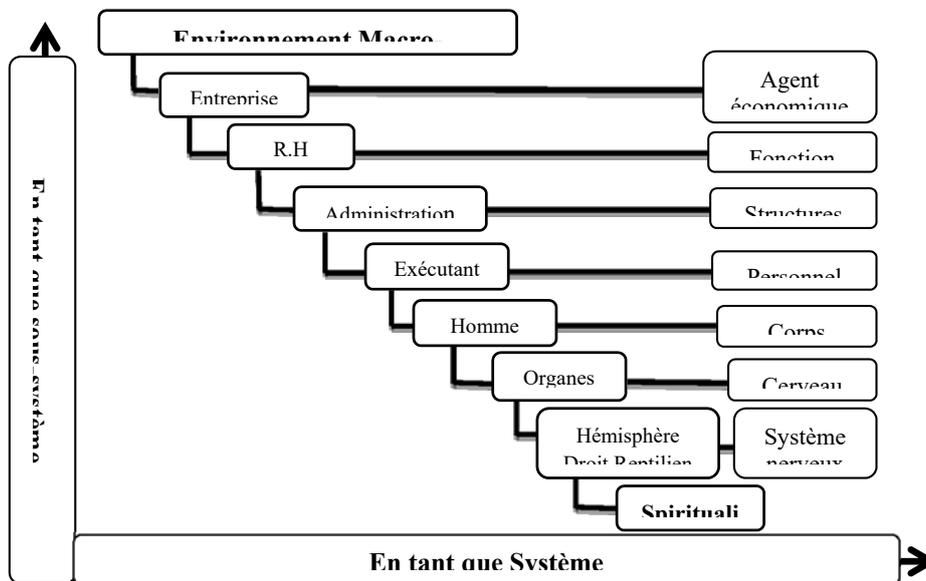 Environnement Macro-
Entreprise
Agent
économique
R.H
Fonction
Administration
Structures
Exécutant
Personnel
Homme
Corps
Organes
Cerveau
Hémisphère
Droit Reptilien
Système
nerveux
Spirituali
En tant que sous-système
En tant que Système